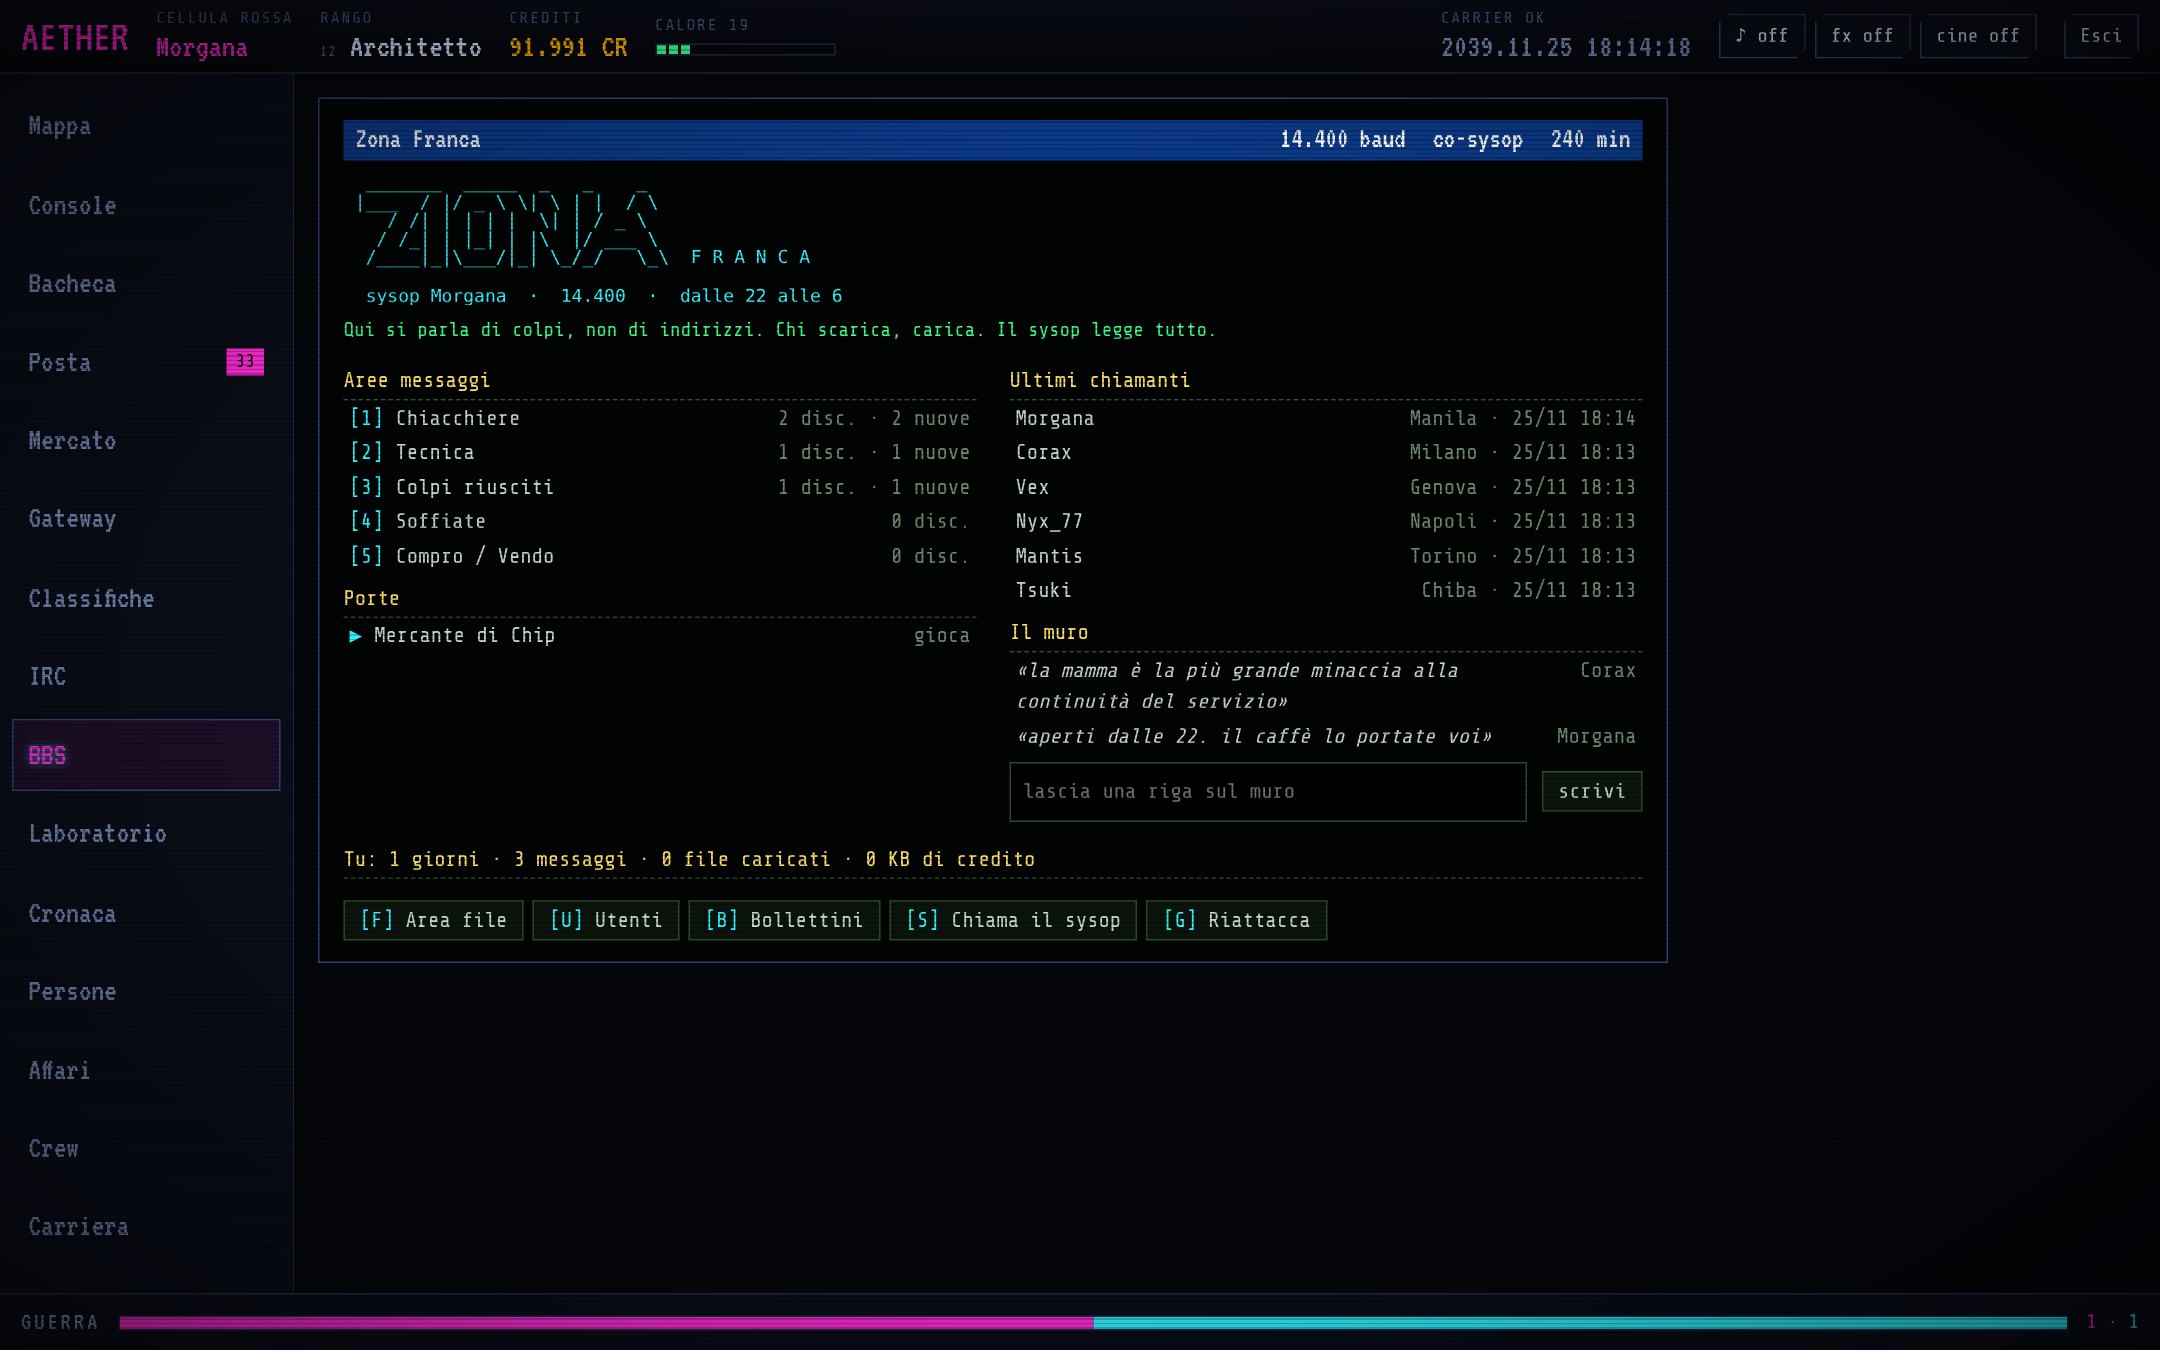 AETHER
CELLULA ROSSA
Morgana
RANGO
12 Architetto
CREDITI
91.991 CR
CALORE 19
CARRIER OK
2039.11.25 18:14:18
♪ off
fx off
cine off
Esci
Mappa
Console
Bacheca
Posta 33
Mercato
Gateway
Classifiche
IRC
BBS
Laboratorio
Cronaca
Persone
Affari
Crew
Carriera
Zona Franca 14.400 baud co-sysop 240 min
ZIONA FRANCA
sysop Morgana · 14.400 · dalle 22 alle 6
Qui si parla di colpi, non di indirizzi. Chi scarica, carica. Il sysop legge tutto.
Aree messaggi
[1] Chiacchiere 2 disc. · 2 nuove
[2] Tecnica 1 disc. · 1 nuove
[3] Colpi riusciti 1 disc. · 1 nuove
[4] Soffiate 0 disc.
[5] Compro / Vendo 0 disc.
Porte
▶ Mercante di Chip gioca
Ultimi chiamanti
Morgana Manila · 25/11 18:14
Corax Milano · 25/11 18:13
Vex Genova · 25/11 18:13
Nyx_77 Napoli · 25/11 18:13
Mantis Torino · 25/11 18:13
Tsuki Chiba · 25/11 18:13
Il muro
«la mamma è la più grande minaccia alla Corax
continuità del servizio»
«aperti dalle 22. il caffè lo portate voi» Morgana
lascia una riga sul muro
scrivi
Tu: 1 giorni · 3 messaggi · 0 file caricati · 0 KB di credito
[F] Area file
[U] Utenti
[B] Bollettini
[S] Chiama il sysop
[G] Riattacca
GUERRA 1 · 1